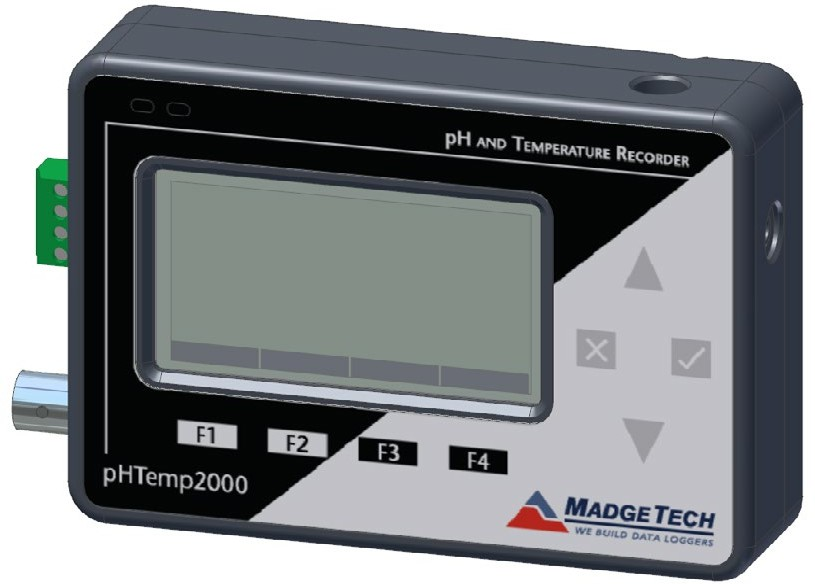 pH AND TEMPERATURE RECORDER
F1 F2 F3 F4
pHTemp2000
MADGETECH
WE BUILD DATA LOGGERS